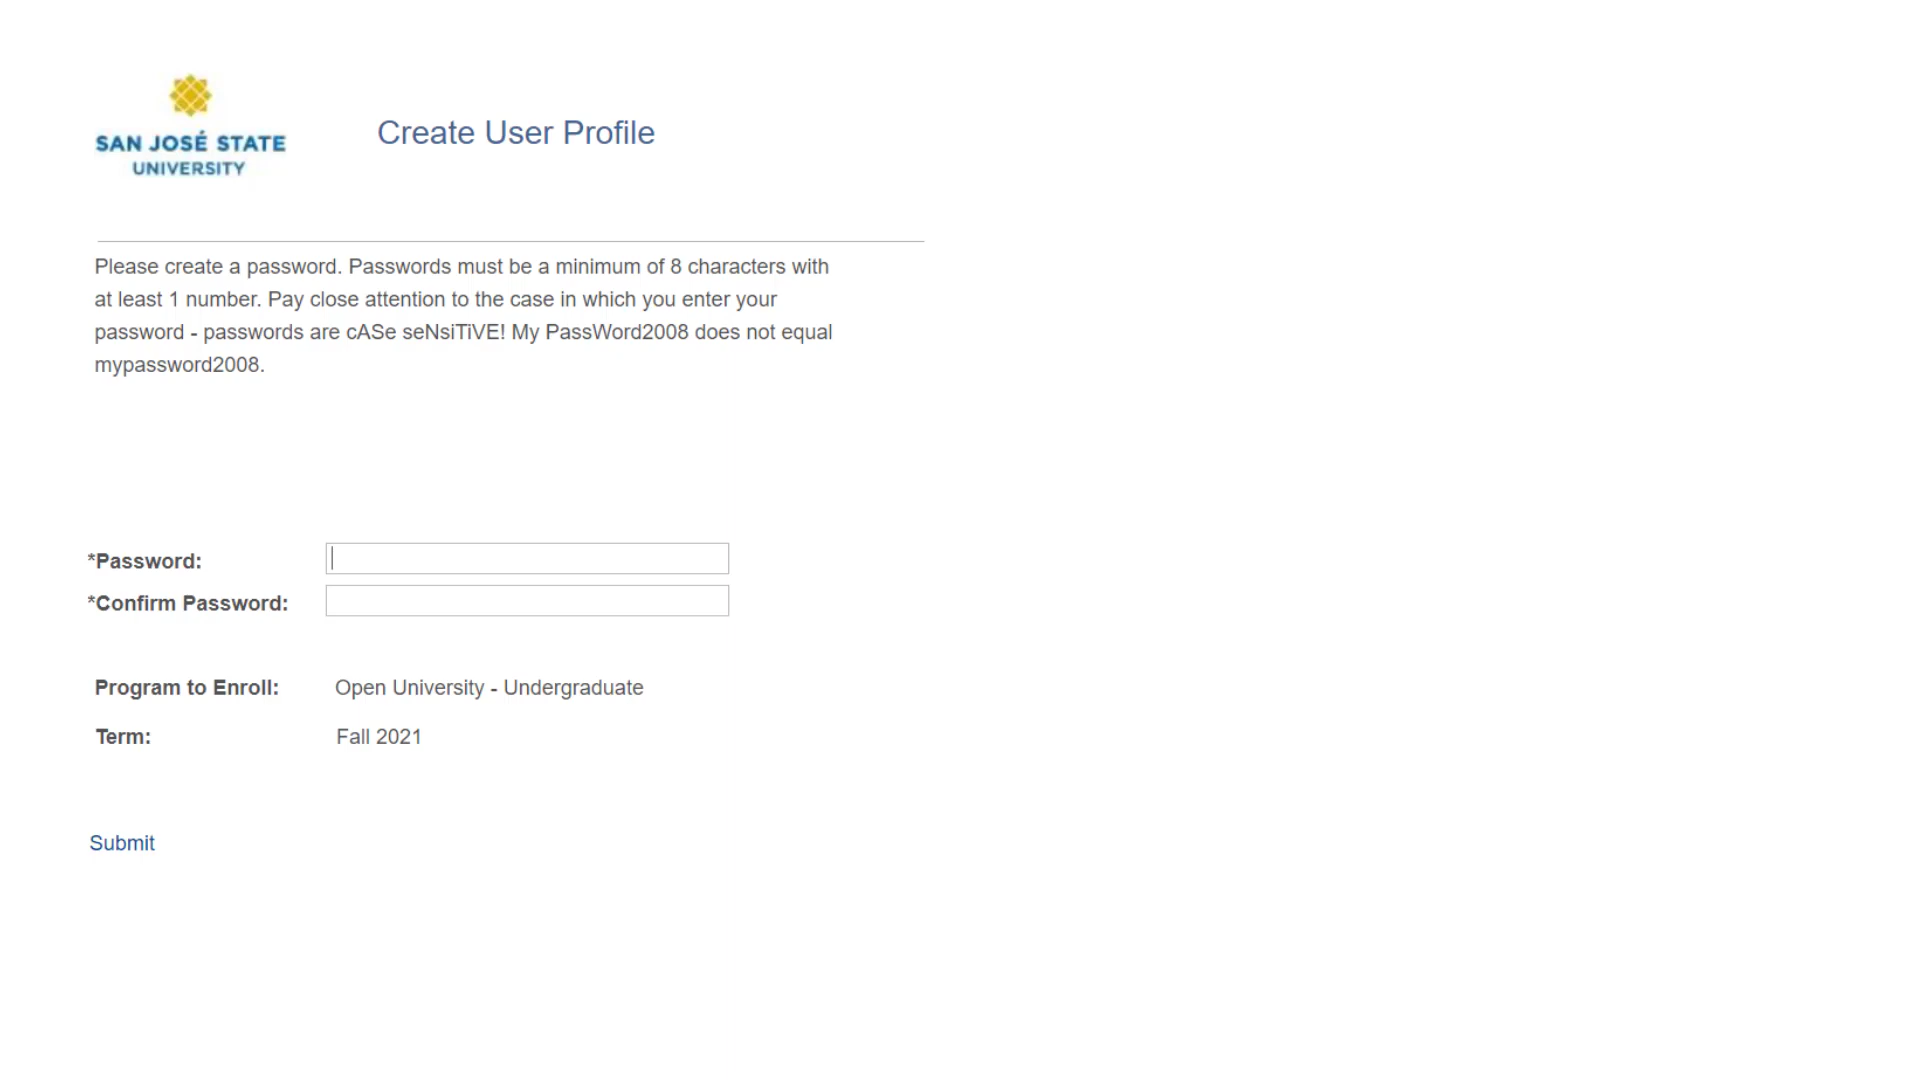 SAN JOSÉ STATE
UNIVERSITY
Create User Profile
Please create a password. Passwords must be a minimum of 8 characters with
at least 1 number. Pay close attention to the case in which you enter your
password - passwords are cASe seNsiTiVE! My PassWord2008 does not equal
mypassword2008.
*Password:
*Confirm Password:
Program to Enroll: Open University - Undergraduate
Term: Fall 2021
Submit